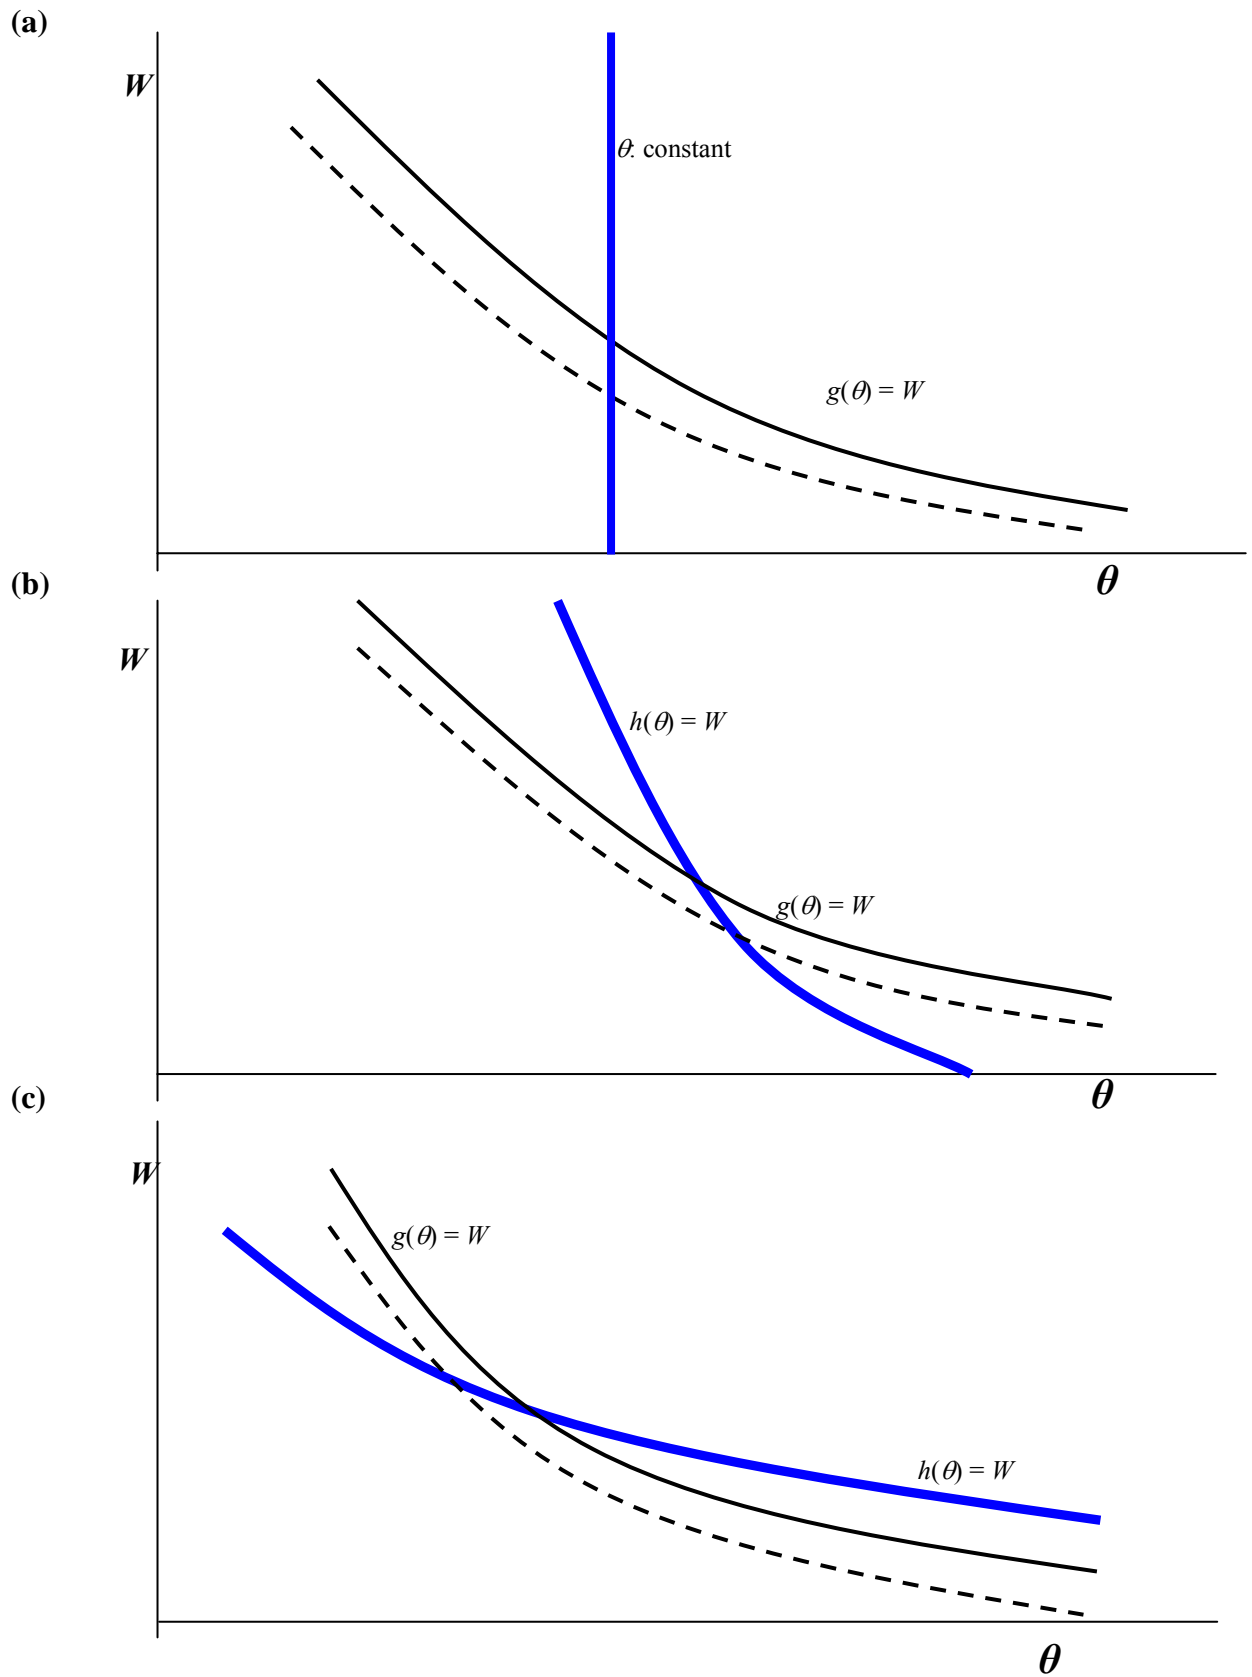 (a)
W
θ: constant
g(θ) = W
θ
(b)
W
h(θ) = W
g(θ) = W
θ
(c)
W
g(θ) = W
h(θ) = W
θ